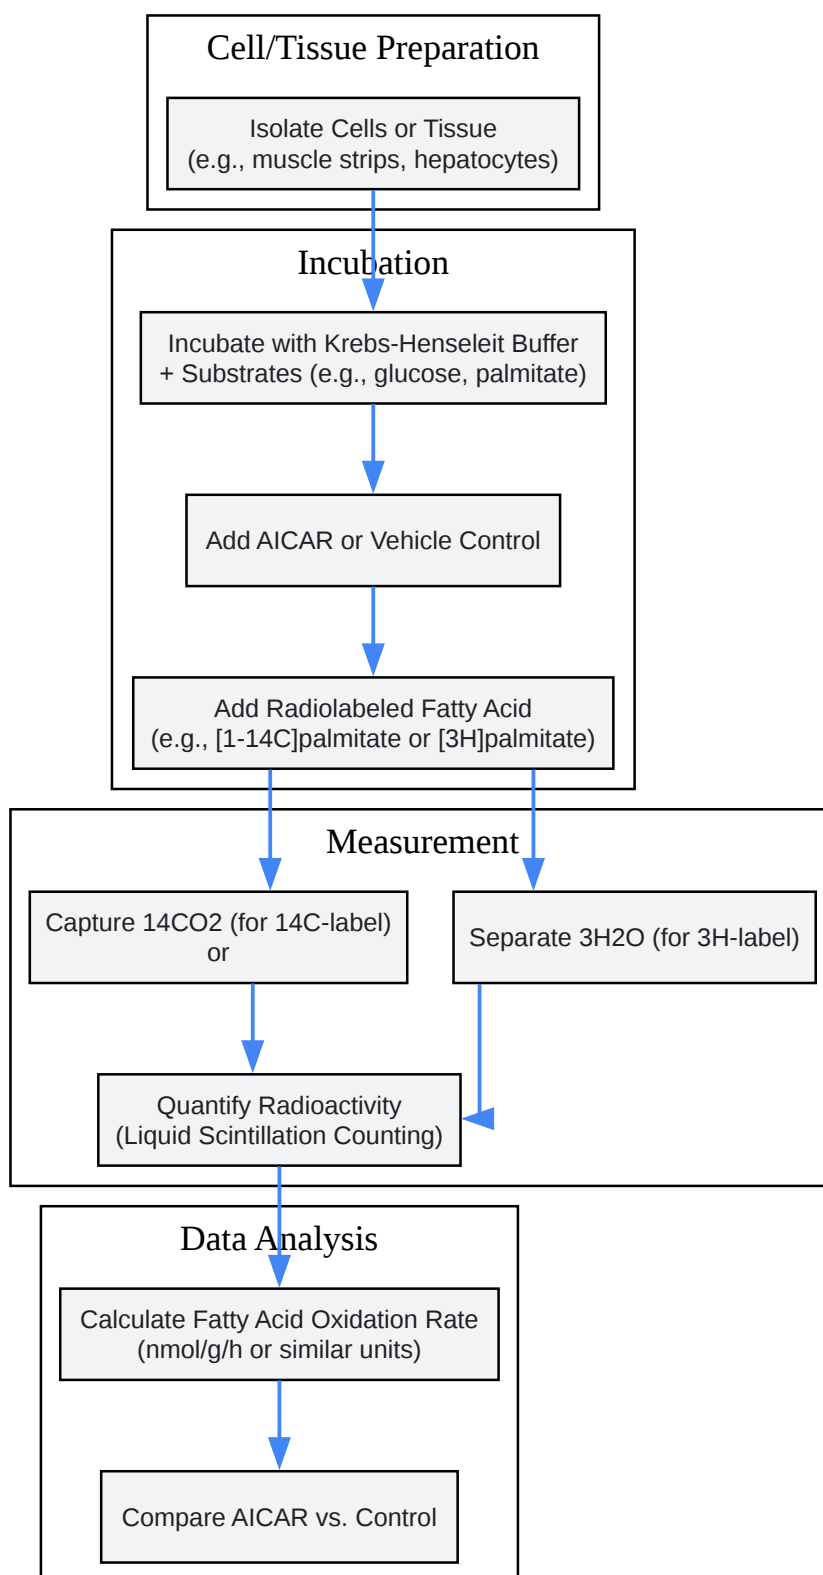 Cell/Tissue Preparation
Isolate Cells or Tissue
(e.g., muscle strips, hepatocytes)
Incubation
Incubate with Krebs-Henseleit Buffer
+ Substrates (e.g., glucose, palmitate)
Add AICAR or Vehicle Control
Add Radiolabeled Fatty Acid
(e.g., [1-14C]palmitate or [3H]palmitate)
Measurement
Capture 14CO2 (for 14C-label)
or
Separate 3H2O (for 3H-label)
Quantify Radioactivity
(Liquid Scintillation Counting)
Data Analysis
Calculate Fatty Acid Oxidation Rate
(nmol/g/h or similar units)
Compare AICAR vs. Control